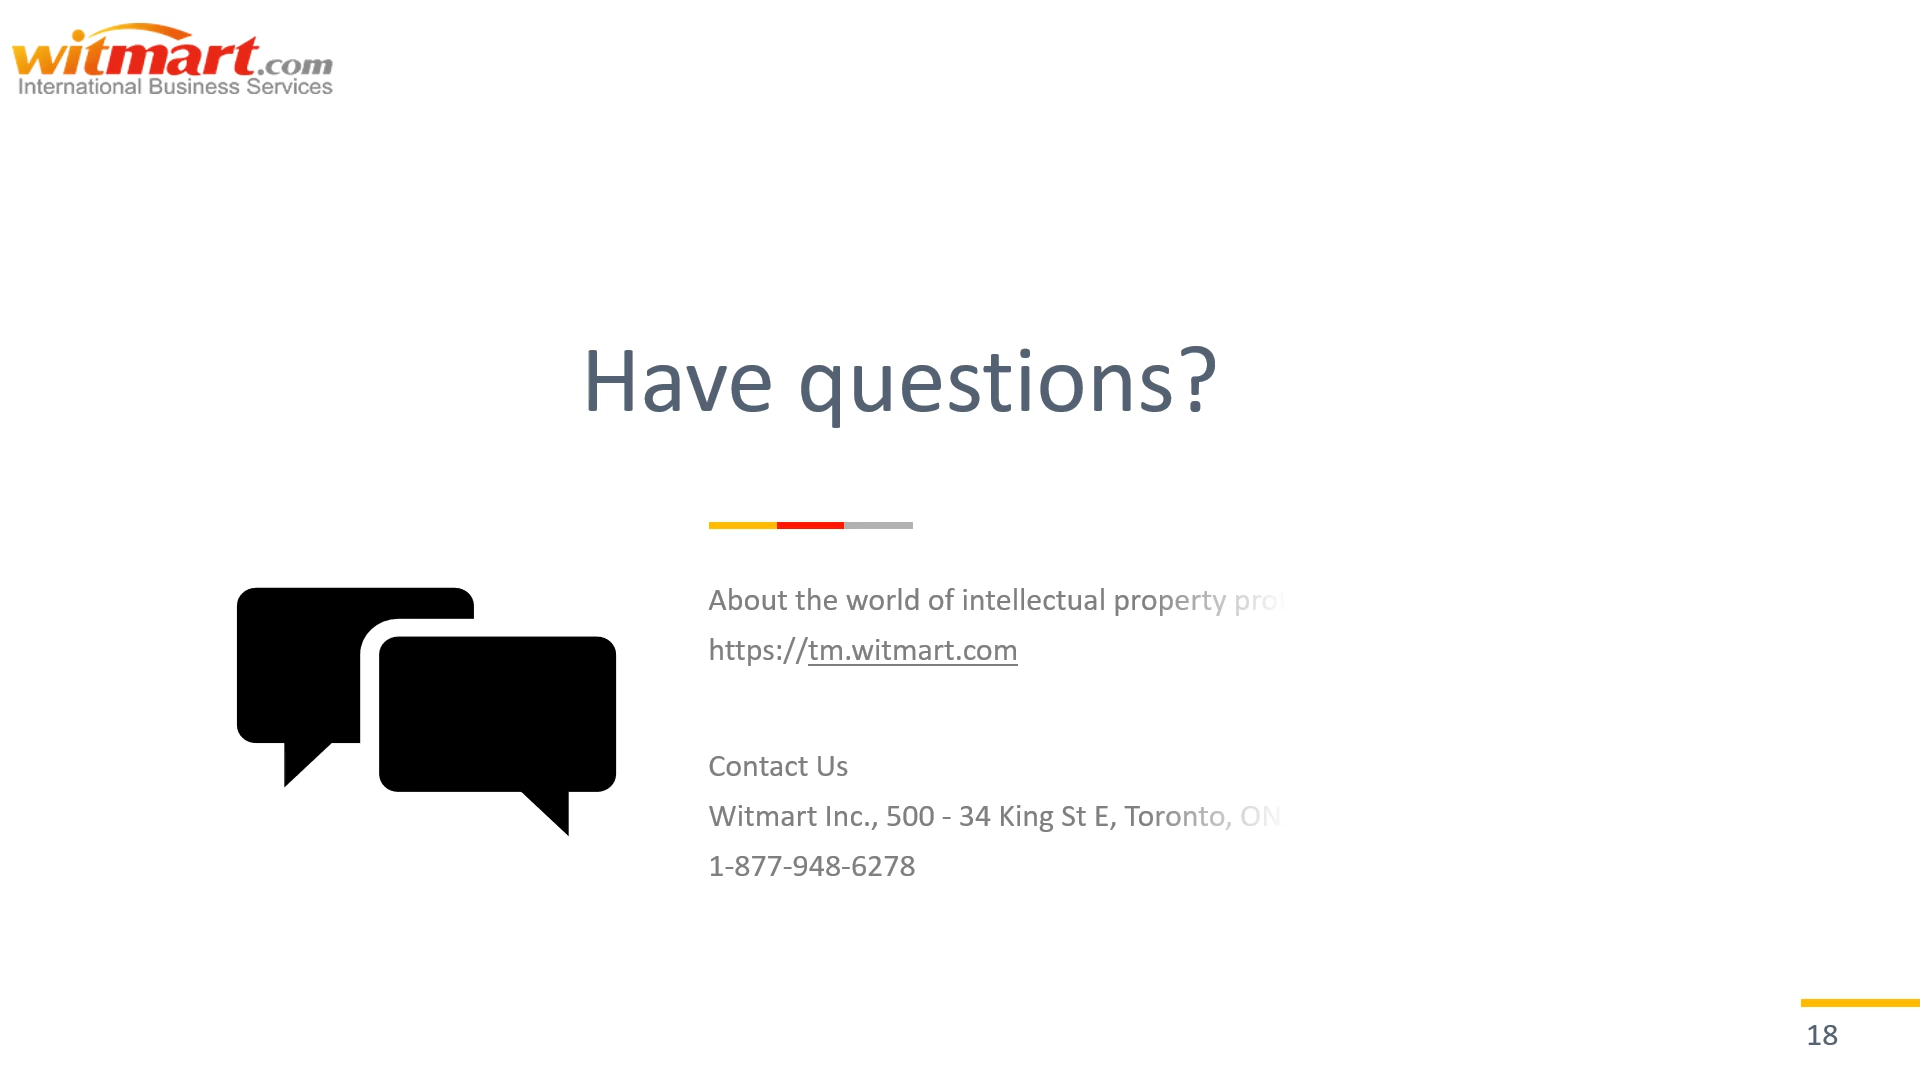 witmart.com
International Business Services
Have questions?
About the world of intellectual property
https://tm.witmart.com
Contact Us
Witmart Inc., 500 - 34 King St E, Toronto, ON
1-877-948-6278
18